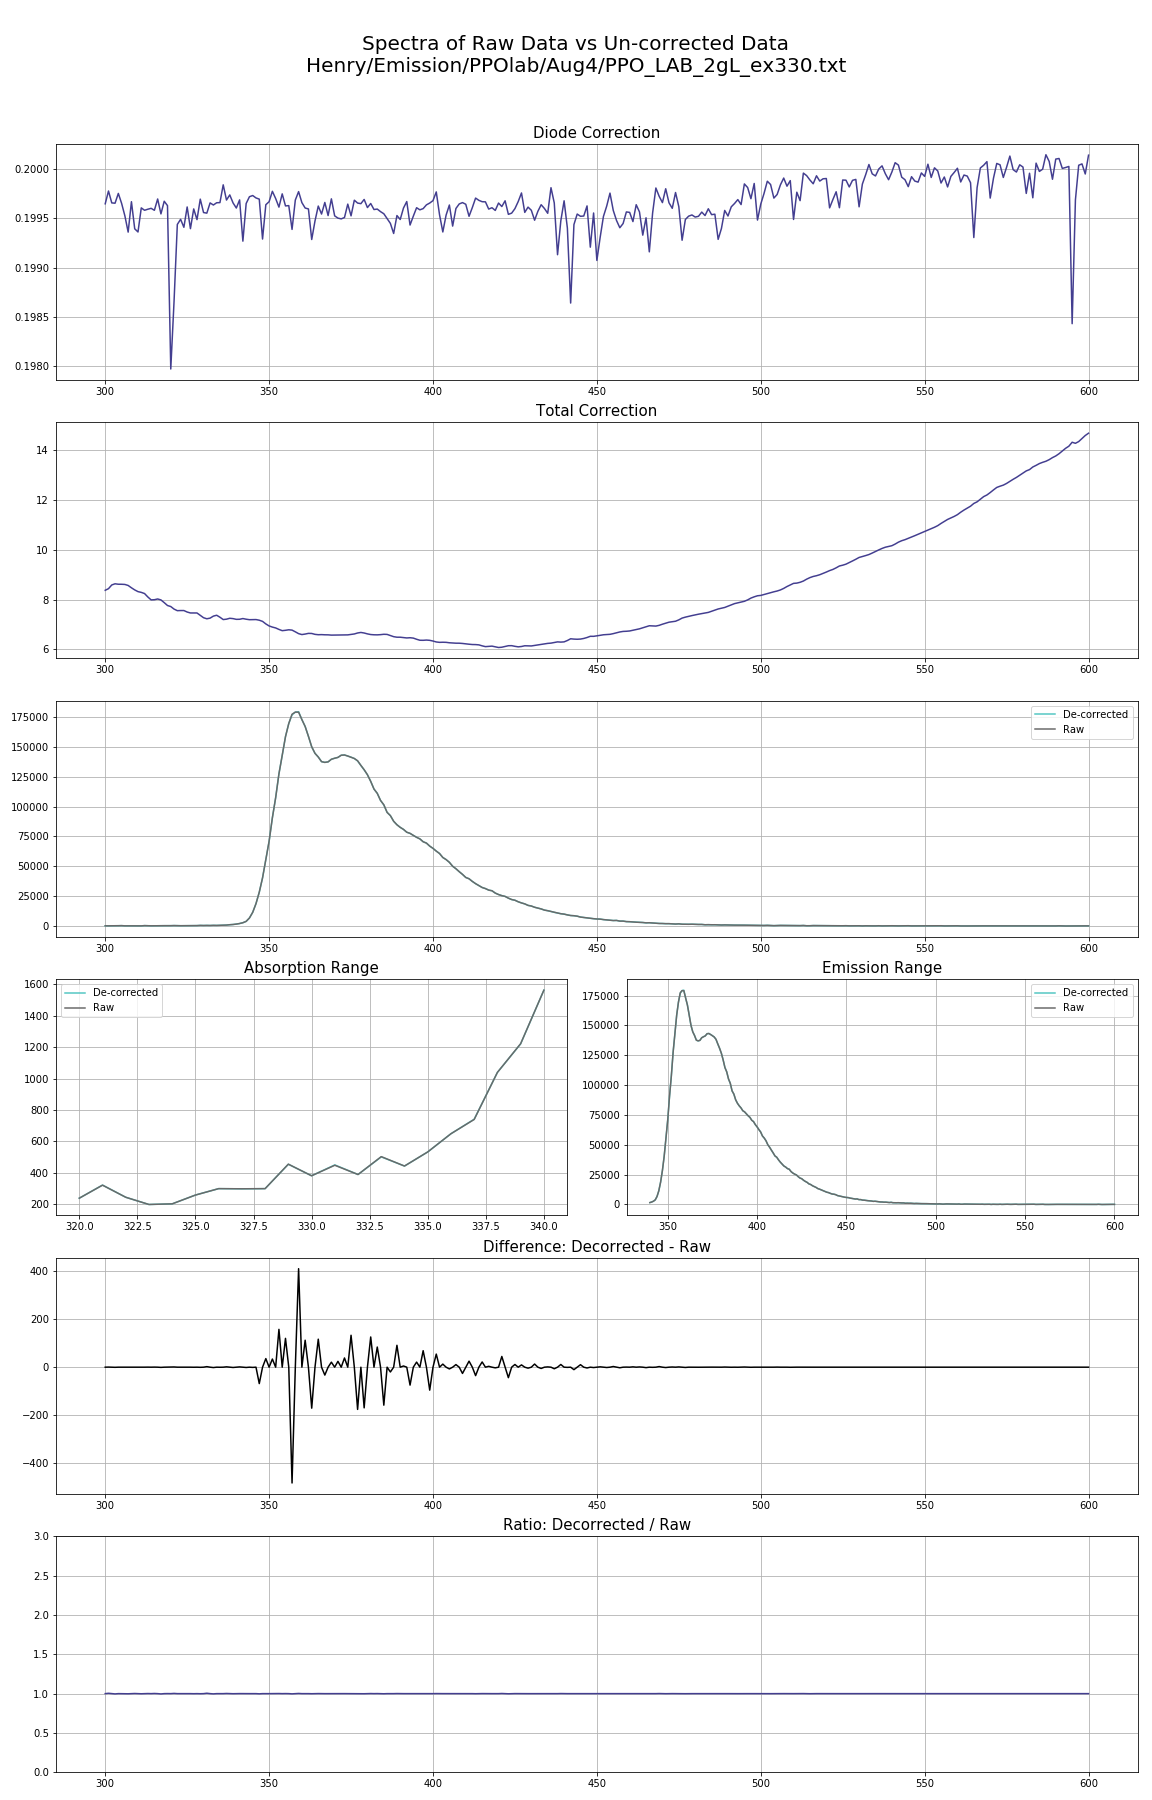 Spectra of Raw Data vs Un-corrected Data
Henry/Emission/PPOlab/Aug4/PPO_LAB_2gL_ex330.txt
Diode Correction
0.2000
0.1995
0.1990
0.1985
0.1980
300 350 400 450 500 550 600
Total Correction
14
12
10
8
6
300 350 400 450 500 550 600
175000
150000
125000
100000
75000
50000
25000
0
De-corrected
Raw
300 350 400 450 500 550 600
Absorption Range
1600
1400
1200
1000
800
600
400
200
De-corrected
Raw
320.0 322.5 325.0 327.5 330.0 332.5 335.0 337.5 340.0
Emission Range
175000
150000
125000
100000
75000
50000
25000
0
De-corrected
Raw
350 400 450 500 550 600
Difference: Decorrected - Raw
400
200
0
−200
−400
300 350 400 450 500 550 600
Ratio: Decorrected / Raw
3.0
2.5
2.0
1.5
1.0
0.5
0.0
300 350 400 450 500 550 600